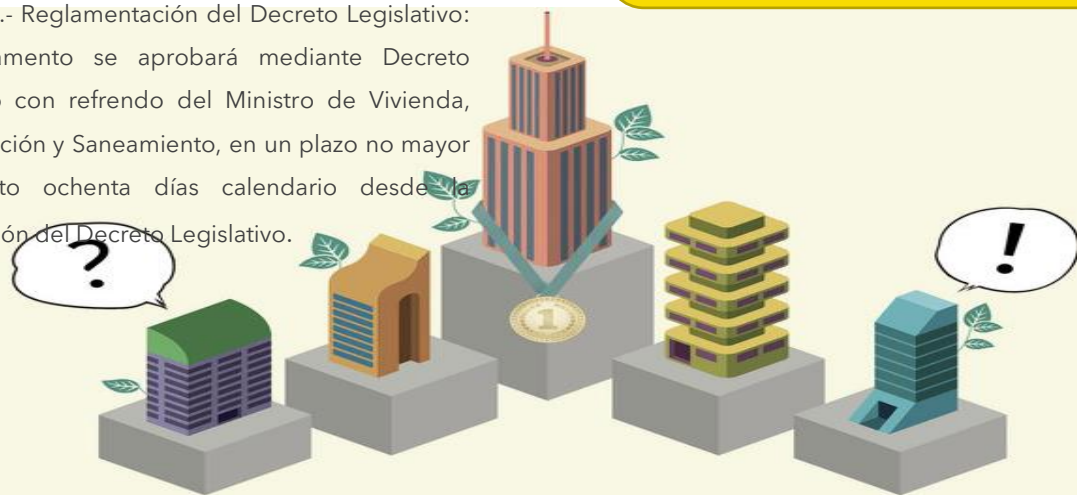 .- Reglamentación del Decreto Legislativo:
amento se aprobará mediante Decreto
o con refrendo del Ministro de Vivienda,
ción y Saneamiento, en un plazo no mayor
to ochenta días calendario desde la
ón del Decreto Legislativo.
?
!
1